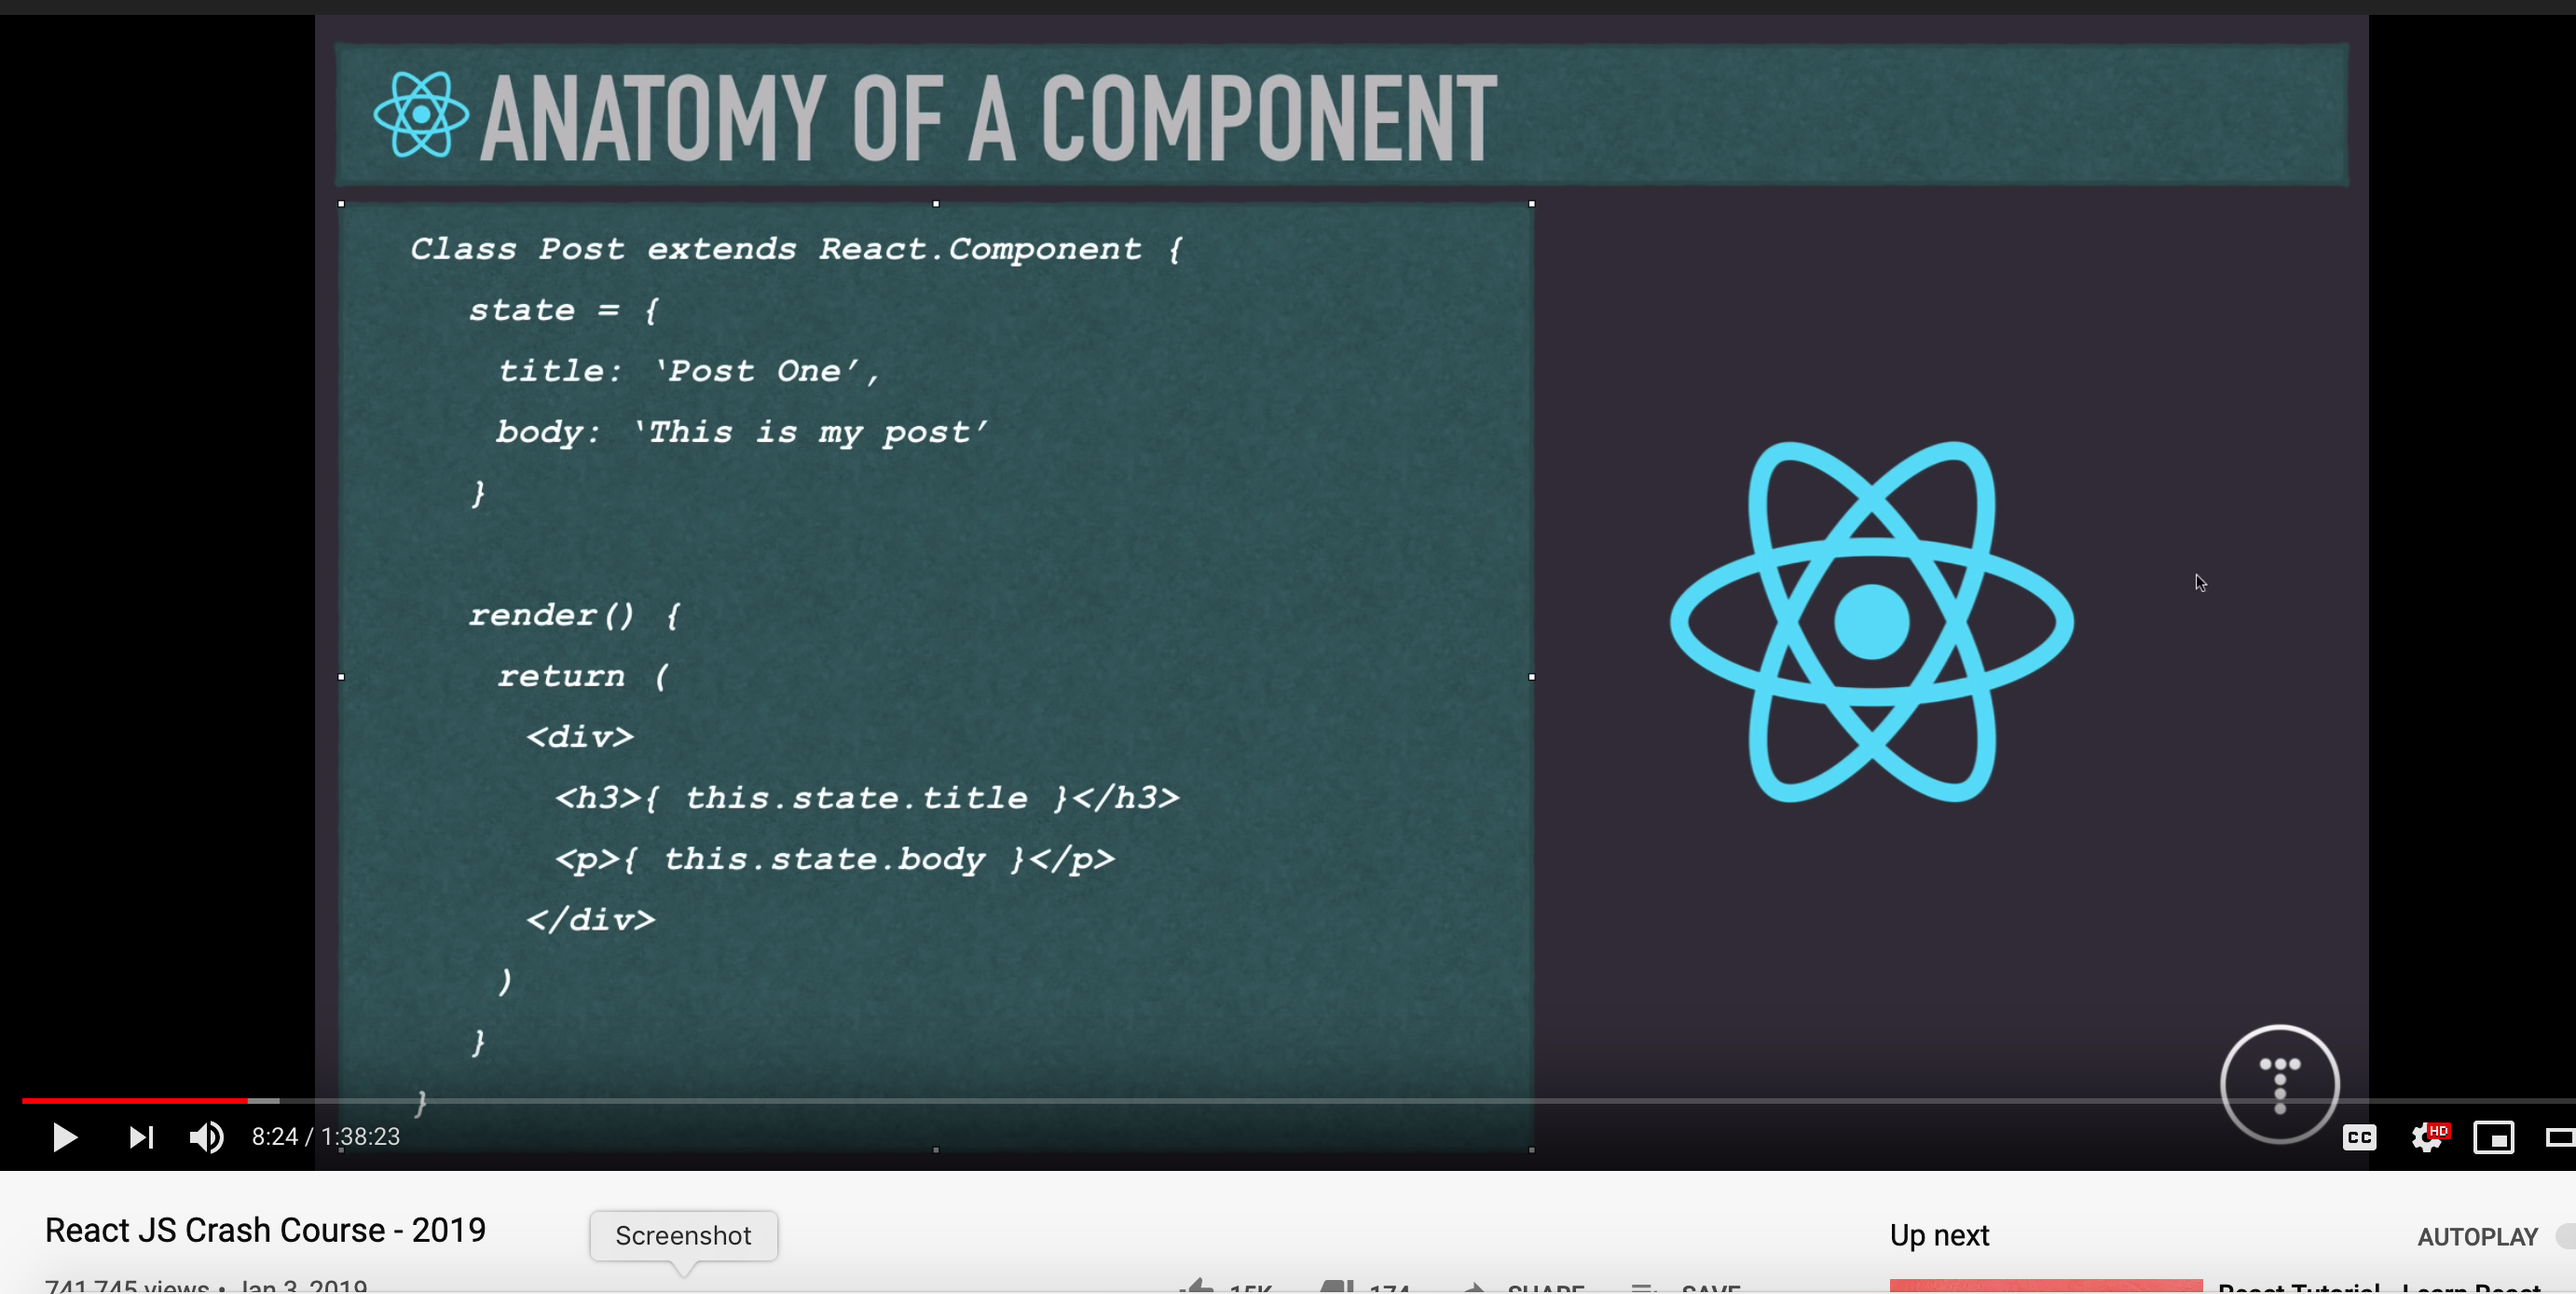 ANATOMY OF A COMPONENT
Class Post extends React.Component {
state = {
title: ‘Post One’,
body: ‘This is my post’
}
render() {
return (
<div>
<h3>{ this.state.title }</h3>
<p>{ this.state.body }</p>
</div>
)
}
}
8:24 / 1:38:23
CC
HD
React JS Crash Course - 2019
Screenshot
Up next
AUTOPLAY
741,745 views • Jan 3, 2019
15K
174
SHARE
SAVE
React Tutorial - Learn React